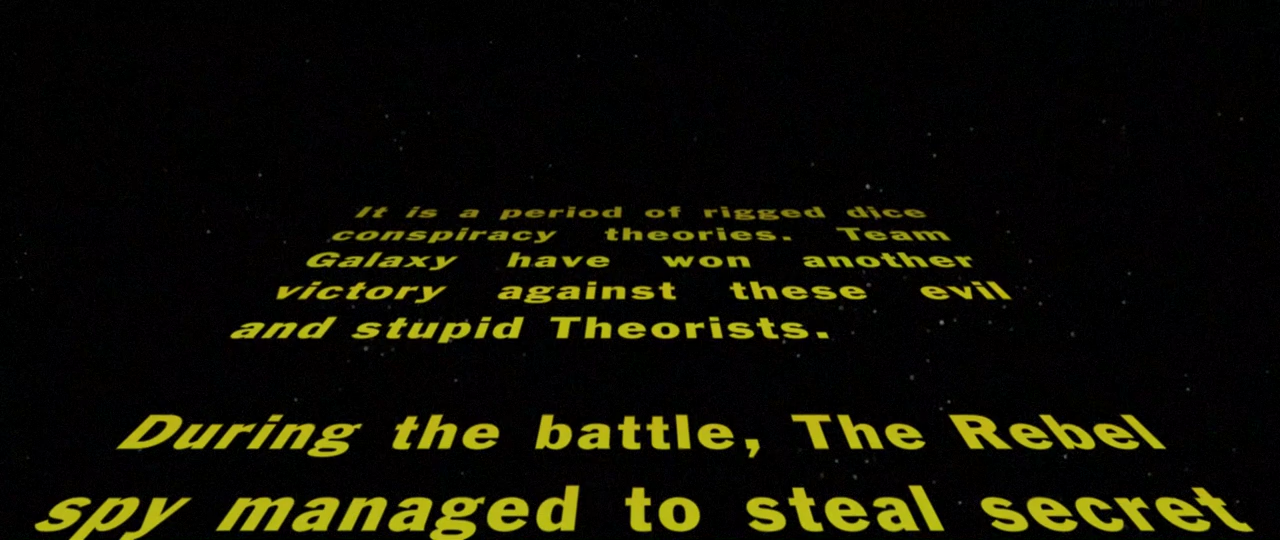 It is a period of rigged dice
conspiracy theories. Team
Galaxy have won another
victory against these evil
and stupid Theorists.
During the battle, The Rebel
spy managed to steal secret